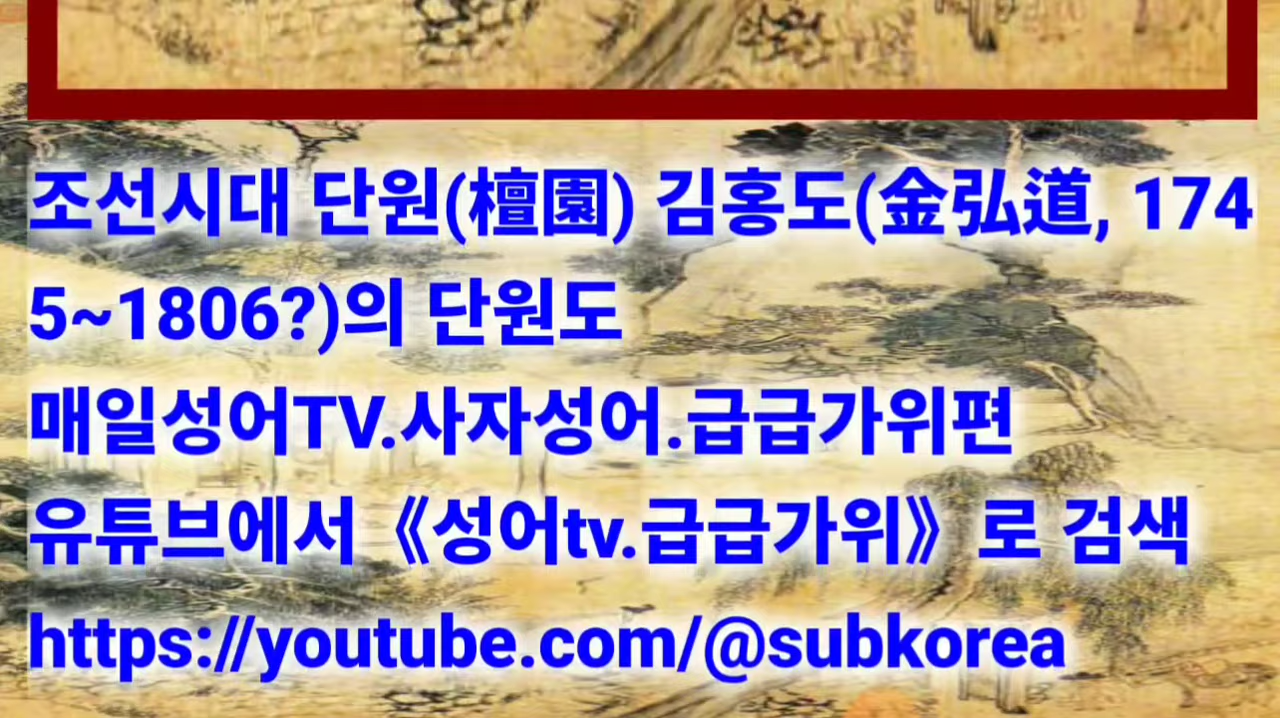 조선시대 단원(檀園) 김홍도(金弘道, 174
5~1806?)의 단원도
매일성어TV.사자성어.급급가위편
유튜브에서《성어tv.급급가위》로 검색
https://youtube.com/@subkorea